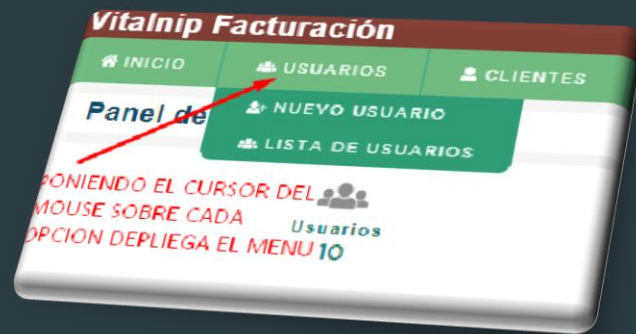 Vitalnip Facturación
INICIO USUARIOS CLIENTES
NUEVO USUARIO
LISTA DE USUARIOS
Panel de
PONIENDO EL CURSOR DEL
MOUSE SOBRE CADA
OPCION DEPLIEGA EL MENU
Usuarios
10